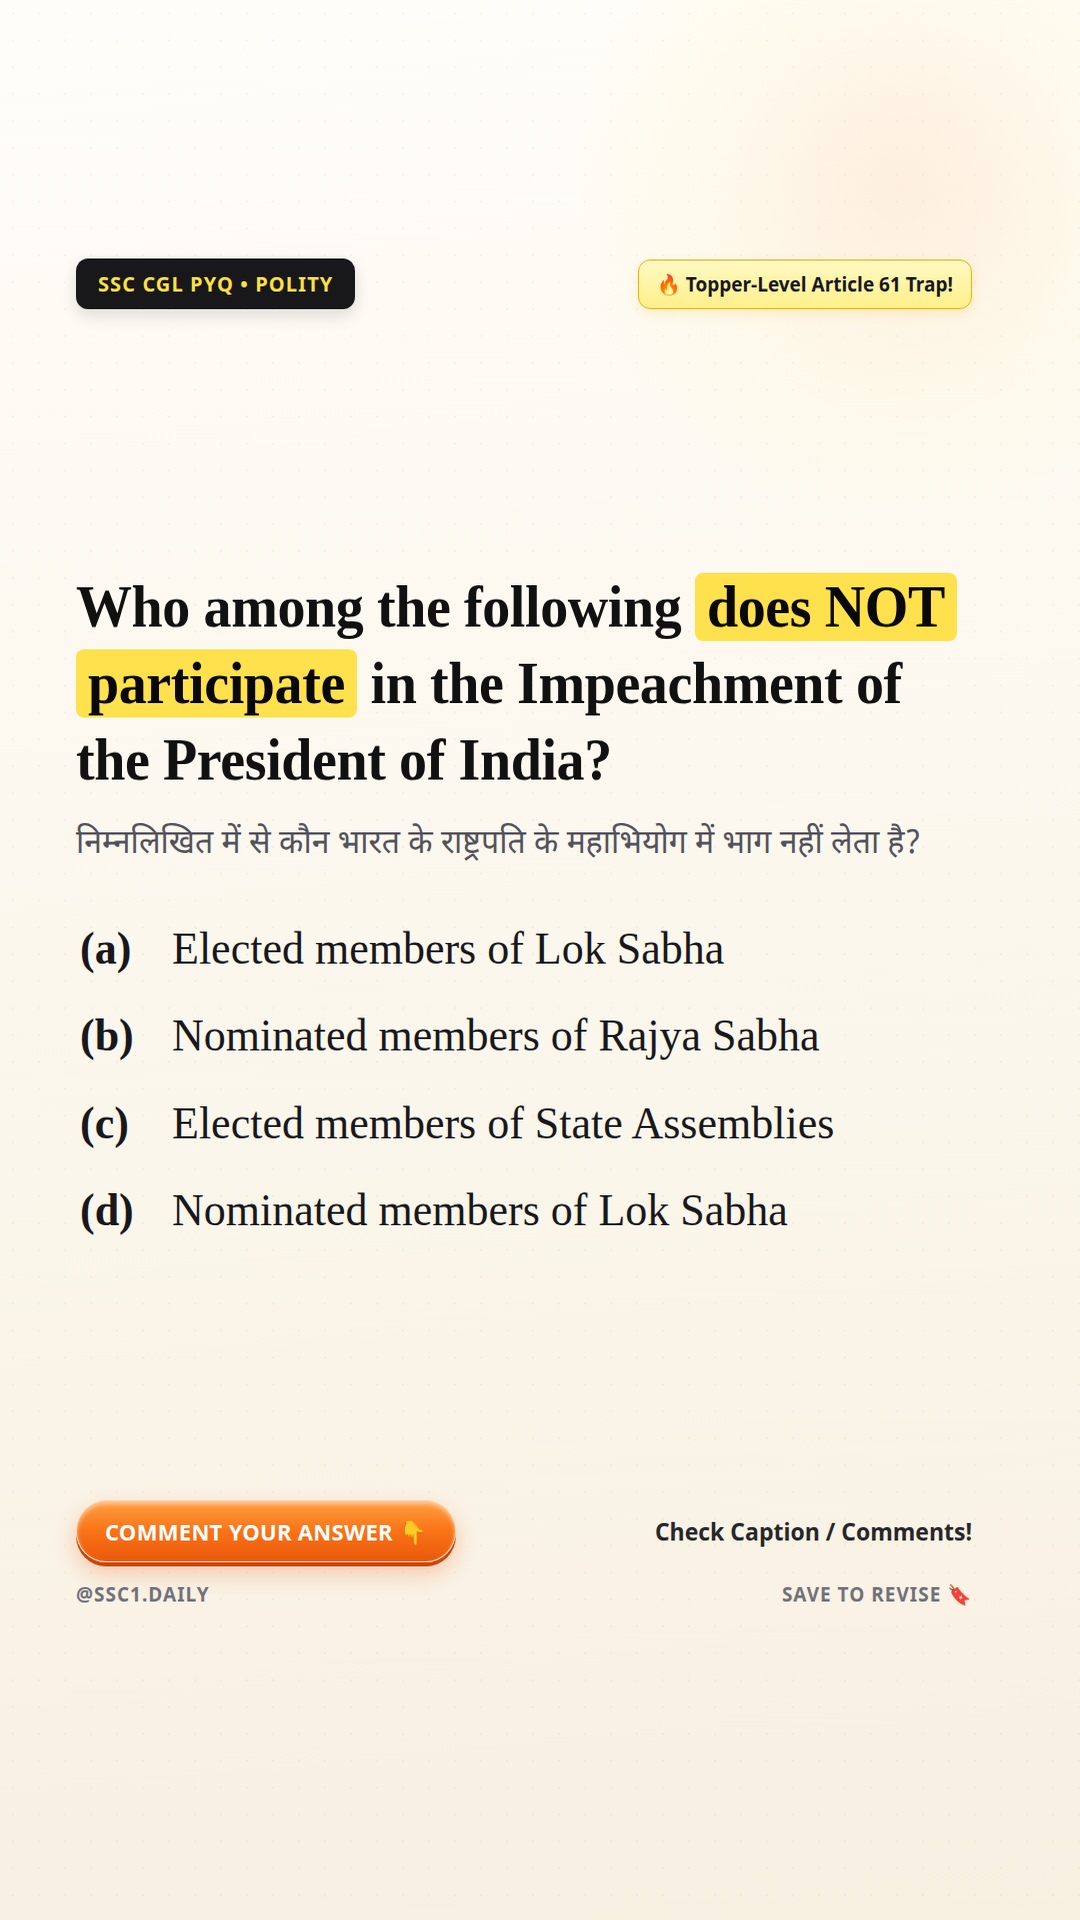 SSC CGL PYQ • POLITY
🔥 Topper-Level Article 61 Trap!
Who among the following does NOT
participate in the Impeachment of
the President of India?
निम्नलिखित में से कौन भारत के राष्ट्रपति के महाभियोग में भाग नहीं लेता है?
(a) Elected members of Lok Sabha
(b) Nominated members of Rajya Sabha
(c) Elected members of State Assemblies
(d) Nominated members of Lok Sabha
COMMENT YOUR ANSWER 👇
Check Caption / Comments!
@SSC1.DAILY
SAVE TO REVISE 🔖